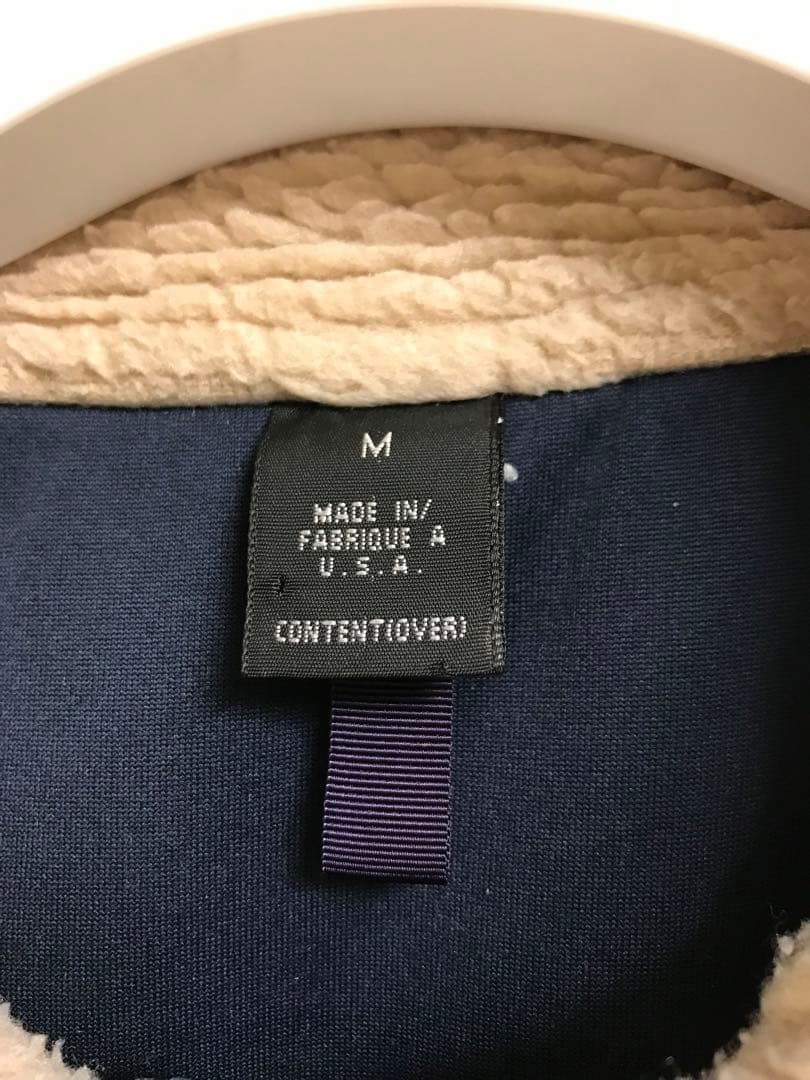 M
MADE IN/
FABRIQUE A
U.S.A.
CONTENT(OVER)